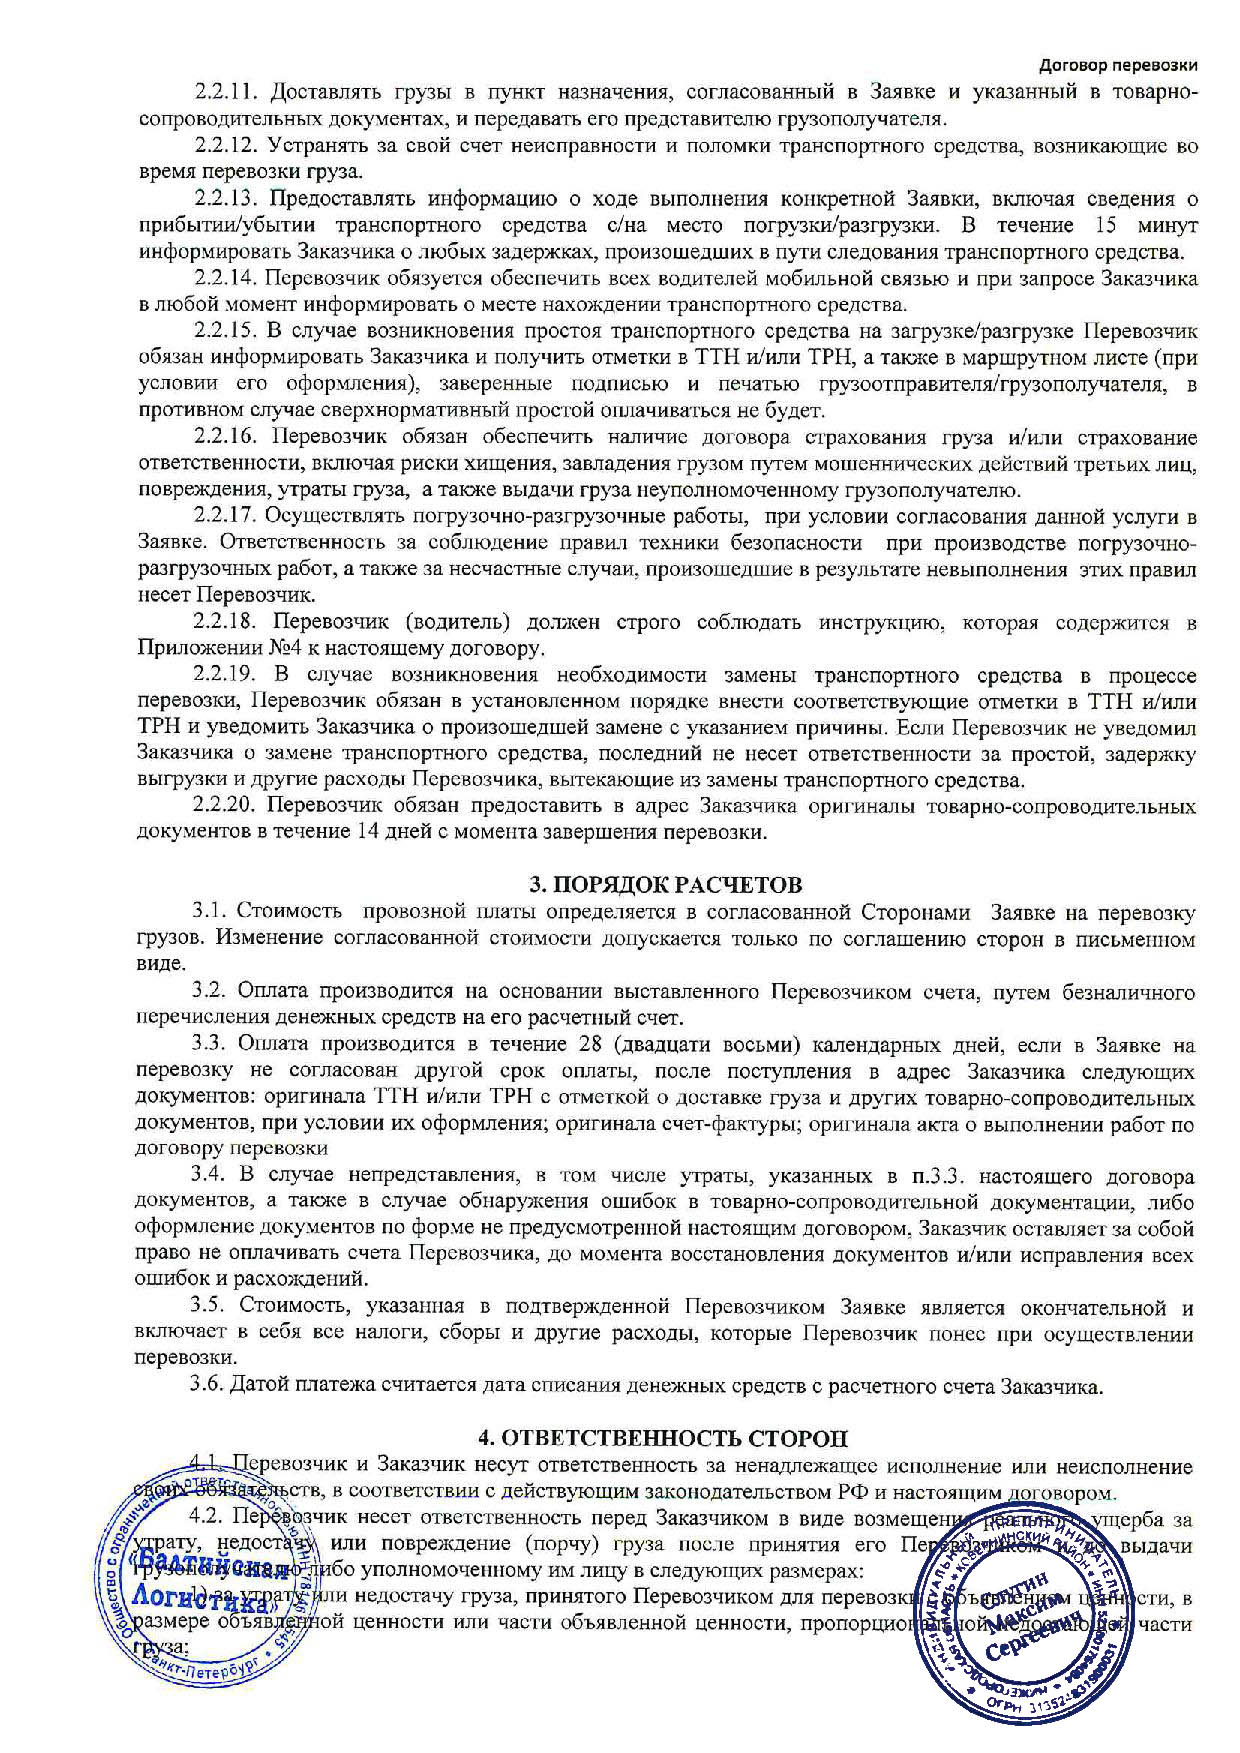 Договор перевозки
2.2.11. Доставлять грузы в пункт назначения, согласованный в Заявке и указанный в товарно-
сопроводительных документах, и передавать его представителю грузополучателя.
2.2.12. Устранять за свой счет неисправности и поломки транспортного средства, возникающие во
время перевозки груза.
2.2.13. Предоставлять информацию о ходе выполнения конкретной Заявки, включая сведения о
прибытии/убытии транспортного средства с/на место погрузки/разгрузки. В течение 15 минут
информировать Заказчика о любых задержках, произошедших в пути следования транспортного средства.
2.2.14. Перевозчик обязуется обеспечить всех водителей мобильной связью и при запросе Заказчика
в любой момент информировать о месте нахождении транспортного средства.
2.2.15. В случае возникновения простоя транспортного средства на загрузке/разгрузке Перевозчик
обязан информировать Заказчика и получить отметки в ТТН и/или ТРН, а также в маршрутном листе (при
условии его оформления), заверенные подписью и печатью грузоотправителя/грузополучателя, в
противном случае сверхнормативный простой оплачиваться не будет.
2.2.16. Перевозчик обязан обеспечить наличие договора страхования груза и/или страхование
ответственности, включая риски хищения, завладения грузом путем мошеннических действий третьих лиц,
повреждения, утраты груза, а также выдачи груза неуполномоченному грузополучателю.
2.2.17. Осуществлять погрузочно-разгрузочные работы, при условии согласования данной услуги в
Заявке. Ответственность за соблюдение правил техники безопасности при производстве погрузочно-
разгрузочных работ, а также за несчастные случаи, произошедшие в результате невыполнения этих правил
несет Перевозчик.
2.2.18. Перевозчик (водитель) должен строго соблюдать инструкцию, которая содержится в
Приложении №4 к настоящему договору.
2.2.19. В случае возникновения необходимости замены транспортного средства в процессе
перевозки, Перевозчик обязан в установленном порядке внести соответствующие отметки в ТТН и/или
ТРН и уведомить Заказчика о произошедшей замене с указанием причины. Если Перевозчик не уведомил
Заказчика о замене транспортного средства, последний не несет ответственности за простой, задержку
выгрузки и другие расходы Перевозчика, вытекающие из замены транспортного средства.
2.2.20. Перевозчик обязан предоставить в адрес Заказчика оригиналы товарно-сопроводительных
документов в течение 14 дней с момента завершения перевозки.
3. ПОРЯДОК РАСЧЕТОВ
3.1. Стоимость провозной платы определяется в согласованной Сторонами Заявке на перевозку
грузов. Изменение согласованной стоимости допускается только по соглашению сторон в письменном
виде.
3.2. Оплата производится на основании выставленного Перевозчиком счета, путем безналичного
перечисления денежных средств на его расчетный счет.
3.3. Оплата производится в течение 28 (двадцати восьми) календарных дней, если в Заявке на
перевозку не согласован другой срок оплаты, после поступления в адрес Заказчика следующих
документов: оригинала ТТН и/или ТРН с отметкой о доставке груза и других товарно-сопроводительных
документов, при условии их оформления; оригинала счет-фактуры; оригинала акта о выполнении работ по
договору перевозки
3.4. В случае непредставления, в том числе утраты, указанных в п.3.3. настоящего договора
документов, а также в случае обнаружения ошибок в товарно-сопроводительной документации, либо
оформление документов по форме не предусмотренной настоящим договором, Заказчик оставляет за собой
право не оплачивать счета Перевозчика, до момента восстановления документов и/или исправления всех
ошибок и расхождений.
3.5. Стоимость, указанная в подтвержденной Перевозчиком Заявке является окончательной и
включает в себя все налоги, сборы и другие расходы, которые Перевозчик понес при осуществлении
перевозки.
3.6. Датой платежа считается дата списания денежных средств с расчетного счета Заказчика.
4. ОТВЕТСТВЕННОСТЬ СТОРОН
4.1. Перевозчик и Заказчик несут ответственность за ненадлежащее исполнение или неисполнение
своих обязательств, в соответствии с действующим законодательством РФ и настоящим договором.
4.2. Перевозчик несет ответственность перед Заказчиком в виде возмещения реального ущерба за
утрату, недостачу или повреждение (порчу) груза после принятия его Перевозчиком и до выдачи
грузополучателю либо уполномоченному им лицу в следующих размерах:
1) за утрату или недостачу груза, принятого Перевозчиком для перевозки с объявлением ценности, в
размере объявленной ценности или части объявленной ценности, пропорциональной недостающей части
груза;
Общество с ограниченной ответственностью
«Балтийская
Логистика»
Санкт-Петербург
ИНДИВИДУАЛЬНЫЙ ПРЕДПРИНИМАТЕЛЬ
НИЖЕГОРОДСКАЯ ОБЛАСТЬ КОВЕРНИНСКИЙ РАЙОН
Слугин
Максим
Сергеевич
ОГРН